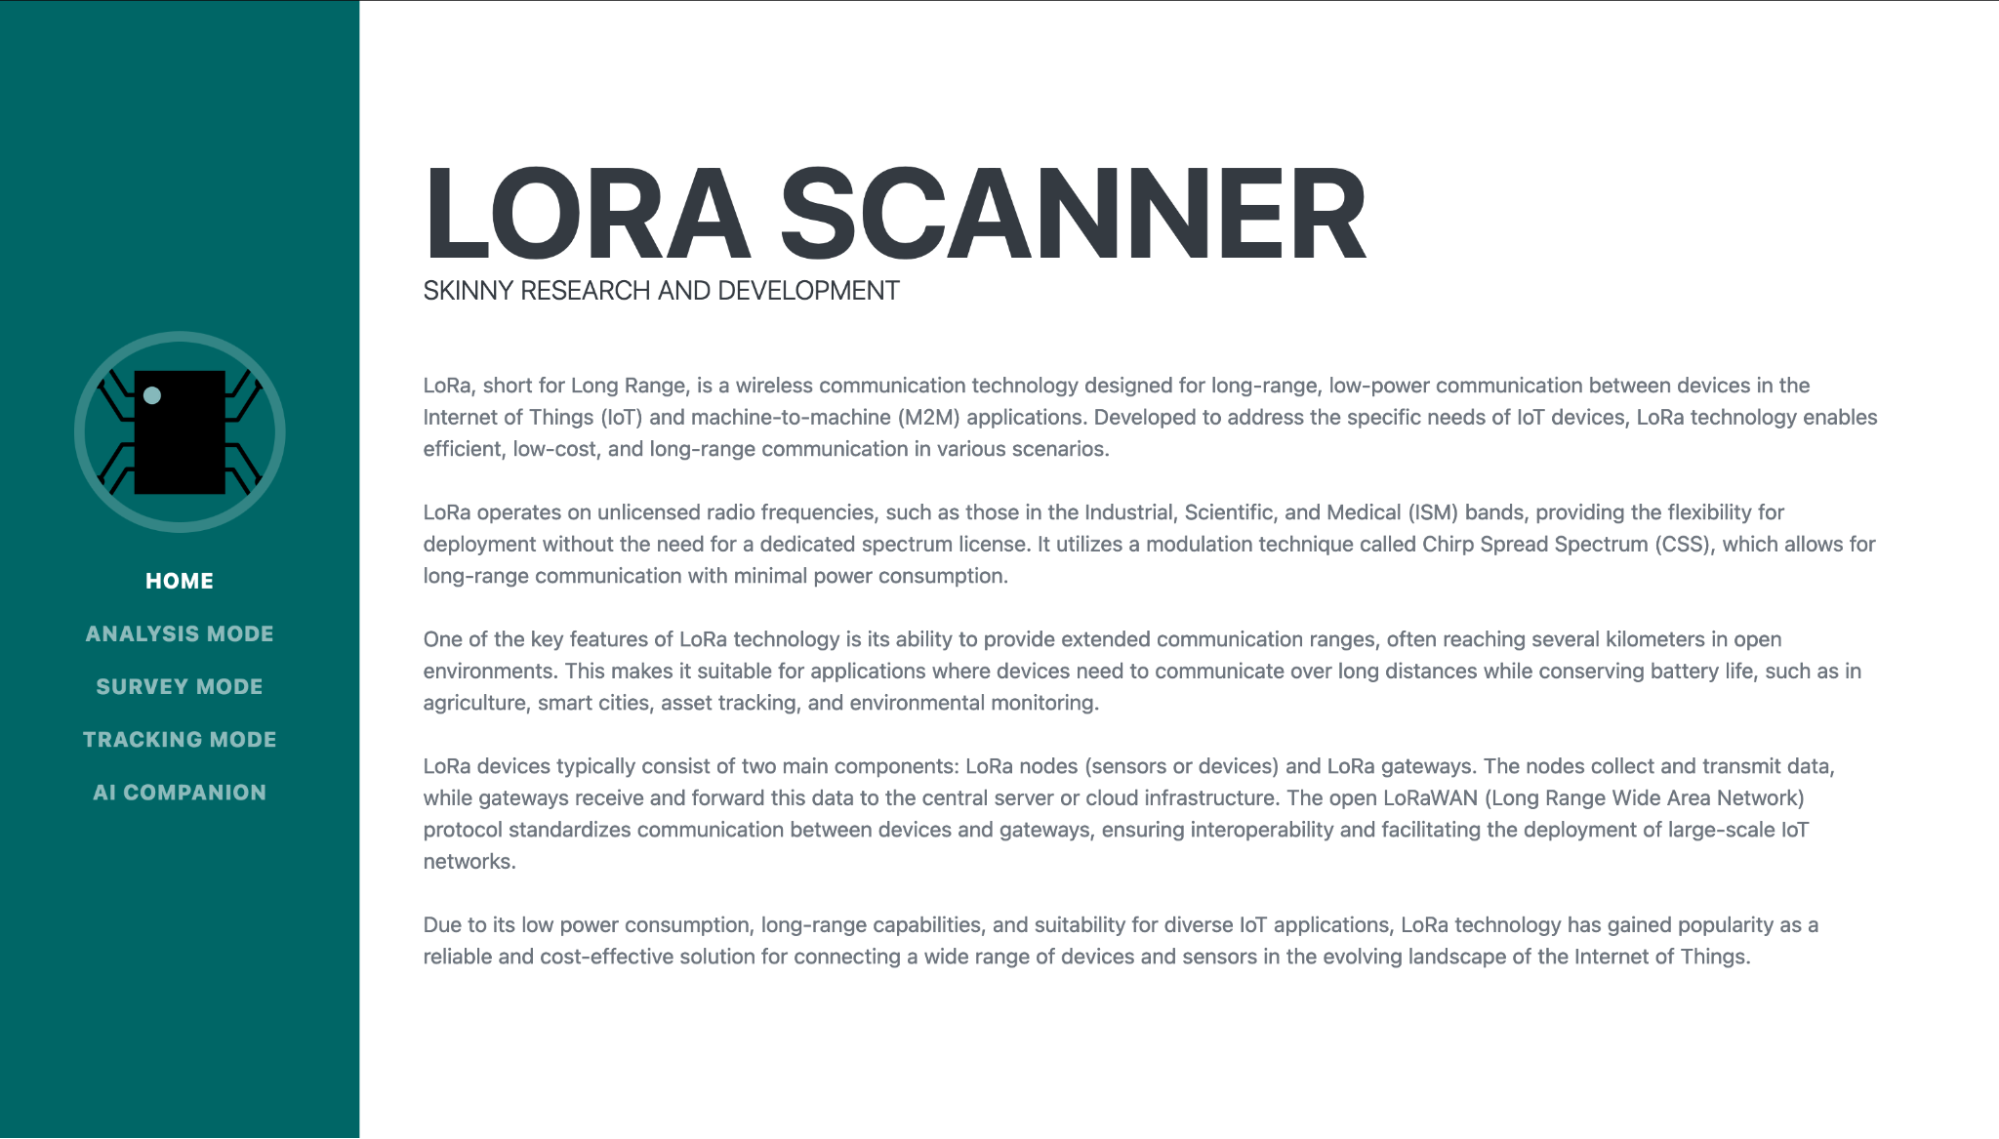 HOME
ANALYSIS MODE
SURVEY MODE
TRACKING MODE
AI COMPANION
LORA SCANNER
SKINNY RESEARCH AND DEVELOPMENT
LoRa, short for Long Range, is a wireless communication technology designed for long-range, low-power communication between devices in the
Internet of Things (IoT) and machine-to-machine (M2M) applications. Developed to address the specific needs of IoT devices, LoRa technology enables
efficient, low-cost, and long-range communication in various scenarios.
LoRa operates on unlicensed radio frequencies, such as those in the Industrial, Scientific, and Medical (ISM) bands, providing the flexibility for
deployment without the need for a dedicated spectrum license. It utilizes a modulation technique called Chirp Spread Spectrum (CSS), which allows for
long-range communication with minimal power consumption.
One of the key features of LoRa technology is its ability to provide extended communication ranges, often reaching several kilometers in open
environments. This makes it suitable for applications where devices need to communicate over long distances while conserving battery life, such as in
agriculture, smart cities, asset tracking, and environmental monitoring.
LoRa devices typically consist of two main components: LoRa nodes (sensors or devices) and LoRa gateways. The nodes collect and transmit data,
while gateways receive and forward this data to the central server or cloud infrastructure. The open LoRaWAN (Long Range Wide Area Network)
protocol standardizes communication between devices and gateways, ensuring interoperability and facilitating the deployment of large-scale IoT
networks.
Due to its low power consumption, long-range capabilities, and suitability for diverse IoT applications, LoRa technology has gained popularity as a
reliable and cost-effective solution for connecting a wide range of devices and sensors in the evolving landscape of the Internet of Things.